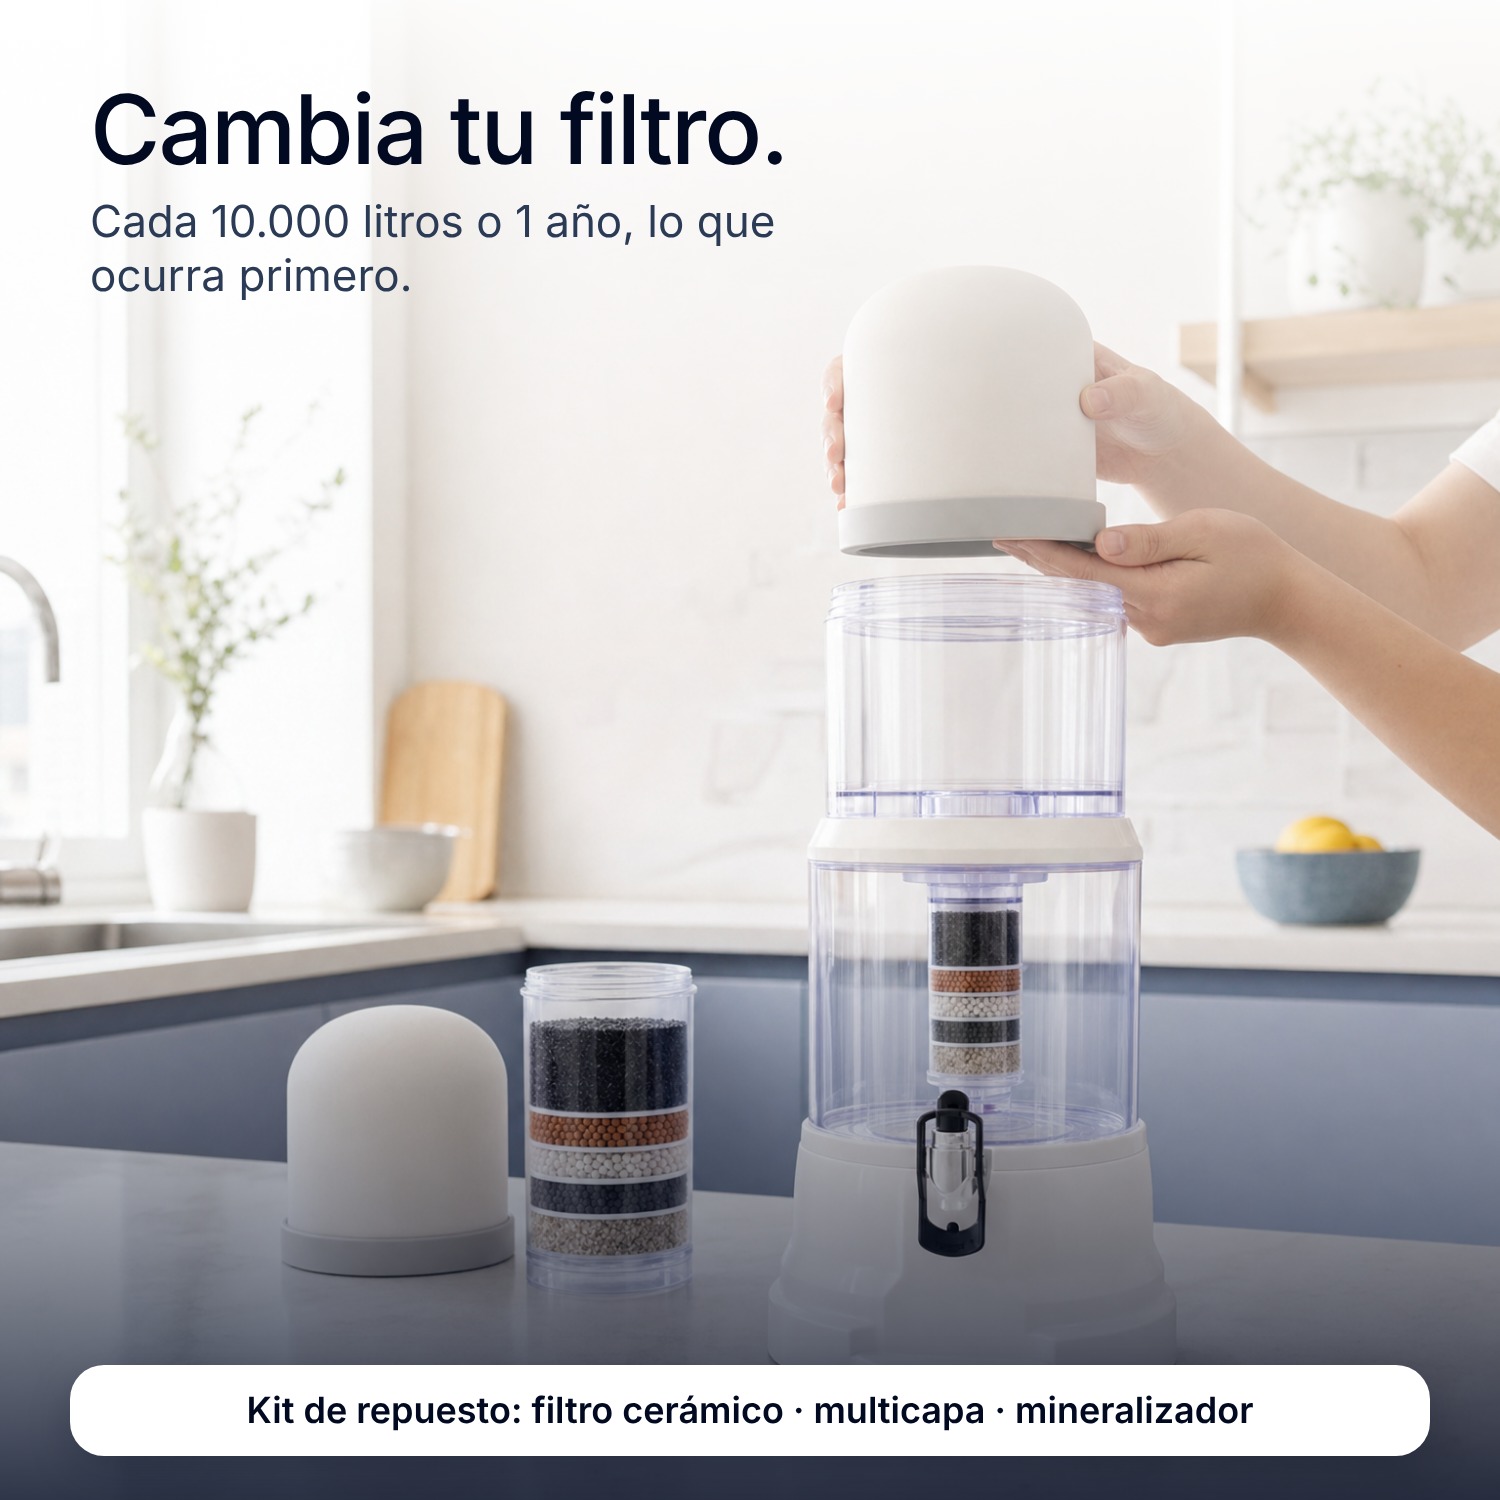 Cambia tu filtro.
Cada 10.000 litros o 1 año, lo que
ocurra primero.
Kit de repuesto: filtro cerámico · multicapa · mineralizador